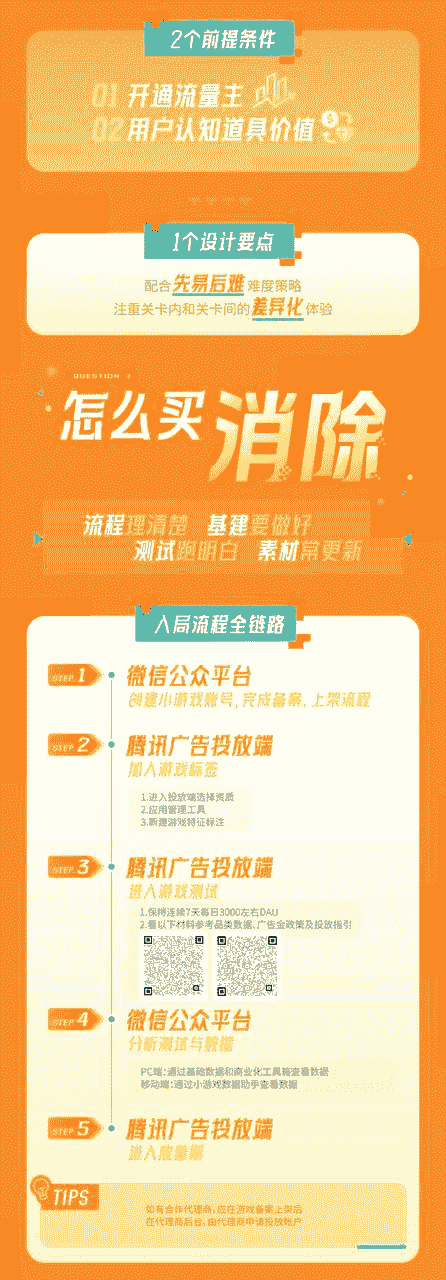 2个前提条件
01 开通流量主
02 用户认知道具价值
1个设计要点
配合先易后难难度策略
注重关卡内和关卡间的差异化体验
QUESTION 3
怎么买消除
流程理清楚 基建要做好
测试跑明白 素材常更新
入局流程全链路
STEP.1 微信公众平台
创建小游戏账号，完成备案、上架流程
STEP.2 腾讯广告投放端
加入游戏标签
1.进入投放端选择资质
2.应用管理工具
3.新建游戏特征标注
STEP.3 腾讯广告投放端
进入游戏测试
1.保持连续7天每日3000左右DAU
2.看以下材料参考品类数据、广告金政策及投放指引
STEP.4 微信公众平台
分析测试与数据
PC端：通过基础数据和商业化工具箱查看数据
移动端：通过小游戏数据助手查看数据
STEP.5 腾讯广告投放端
进入放量期
TIPS
如有合作代理商，应在游戏备案上架后
在代理商后台，由代理商申请投放账户